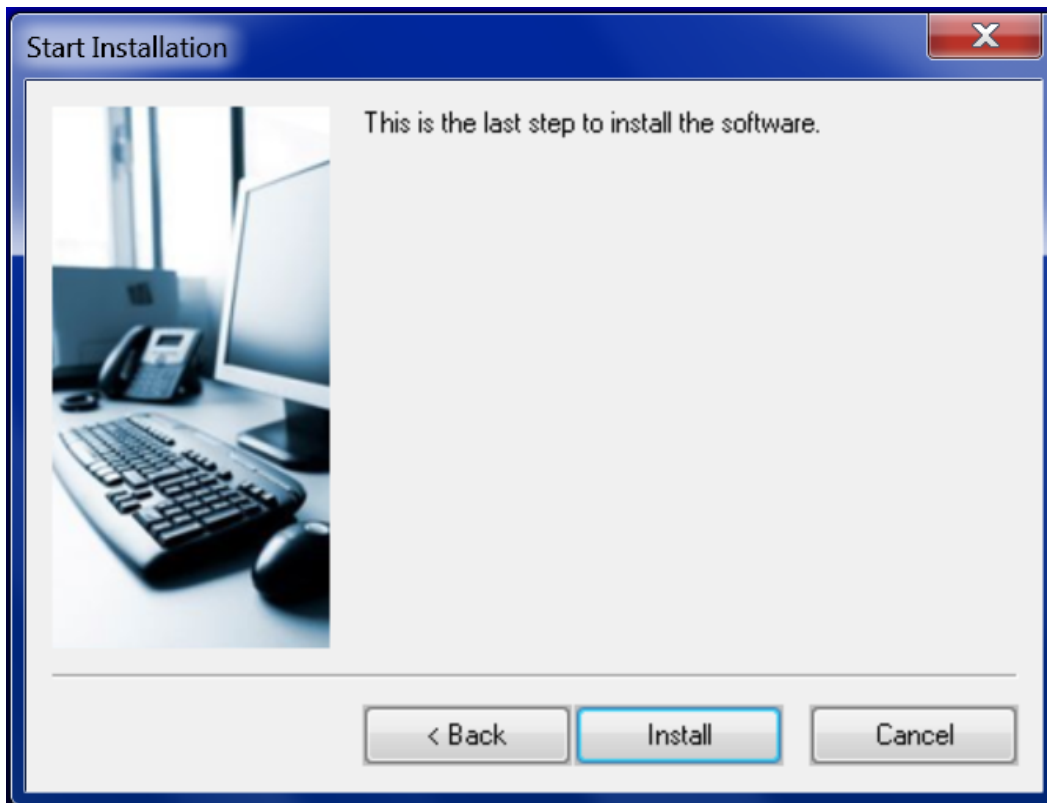 Start Installation
X
This is the last step to install the software.
< Back
Install
Cancel